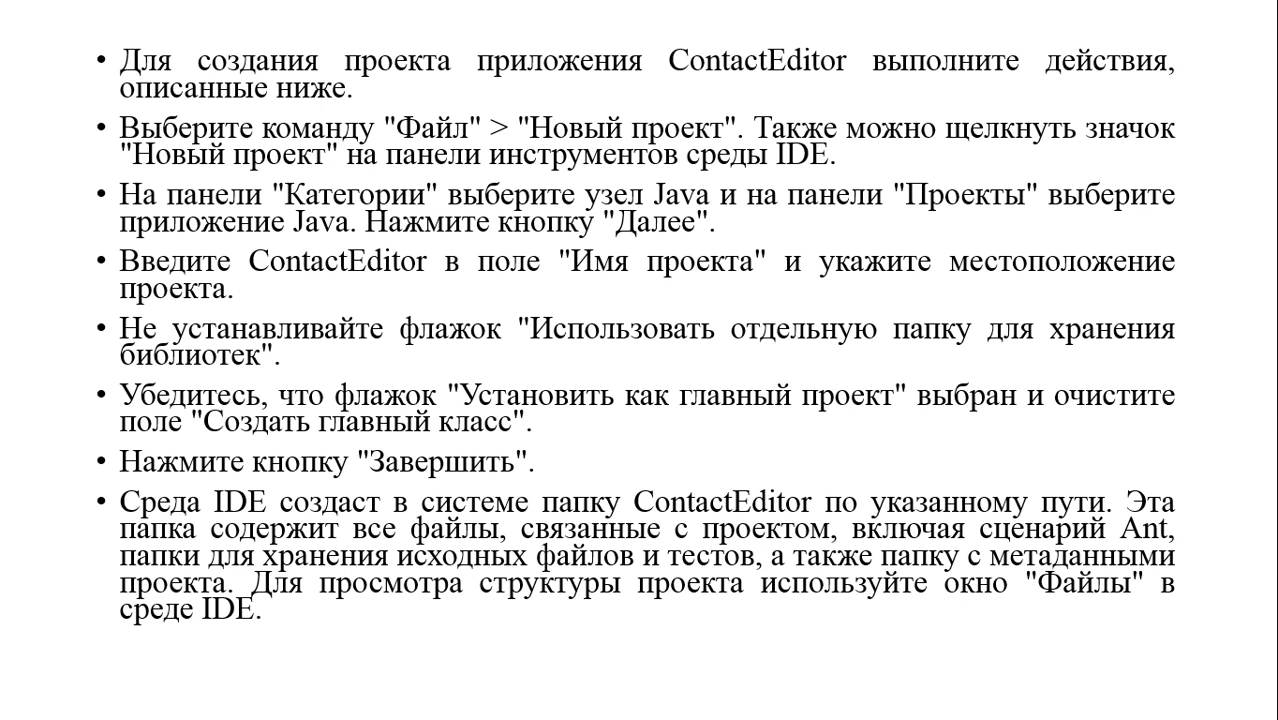 • Для создания проекта приложения ContactEditor выполните действия,
описанные ниже.
• Выберите команду "Файл" > "Новый проект". Также можно щелкнуть значок
"Новый проект" на панели инструментов среды IDE.
• На панели "Категории" выберите узел Java и на панели "Проекты" выберите
приложение Java. Нажмите кнопку "Далее".
• Введите ContactEditor в поле "Имя проекта" и укажите местоположение
проекта.
• Не устанавливайте флажок "Использовать отдельную папку для хранения
библиотек".
• Убедитесь, что флажок "Установить как главный проект" выбран и очистите
поле "Создать главный класс".
• Нажмите кнопку "Завершить".
• Среда IDE создаст в системе папку ContactEditor по указанному пути. Эта
папка содержит все файлы, связанные с проектом, включая сценарий Ant,
папки для хранения исходных файлов и тестов, а также папку с метаданными
проекта. Для просмотра структуры проекта используйте окно "Файлы" в
среде IDE.